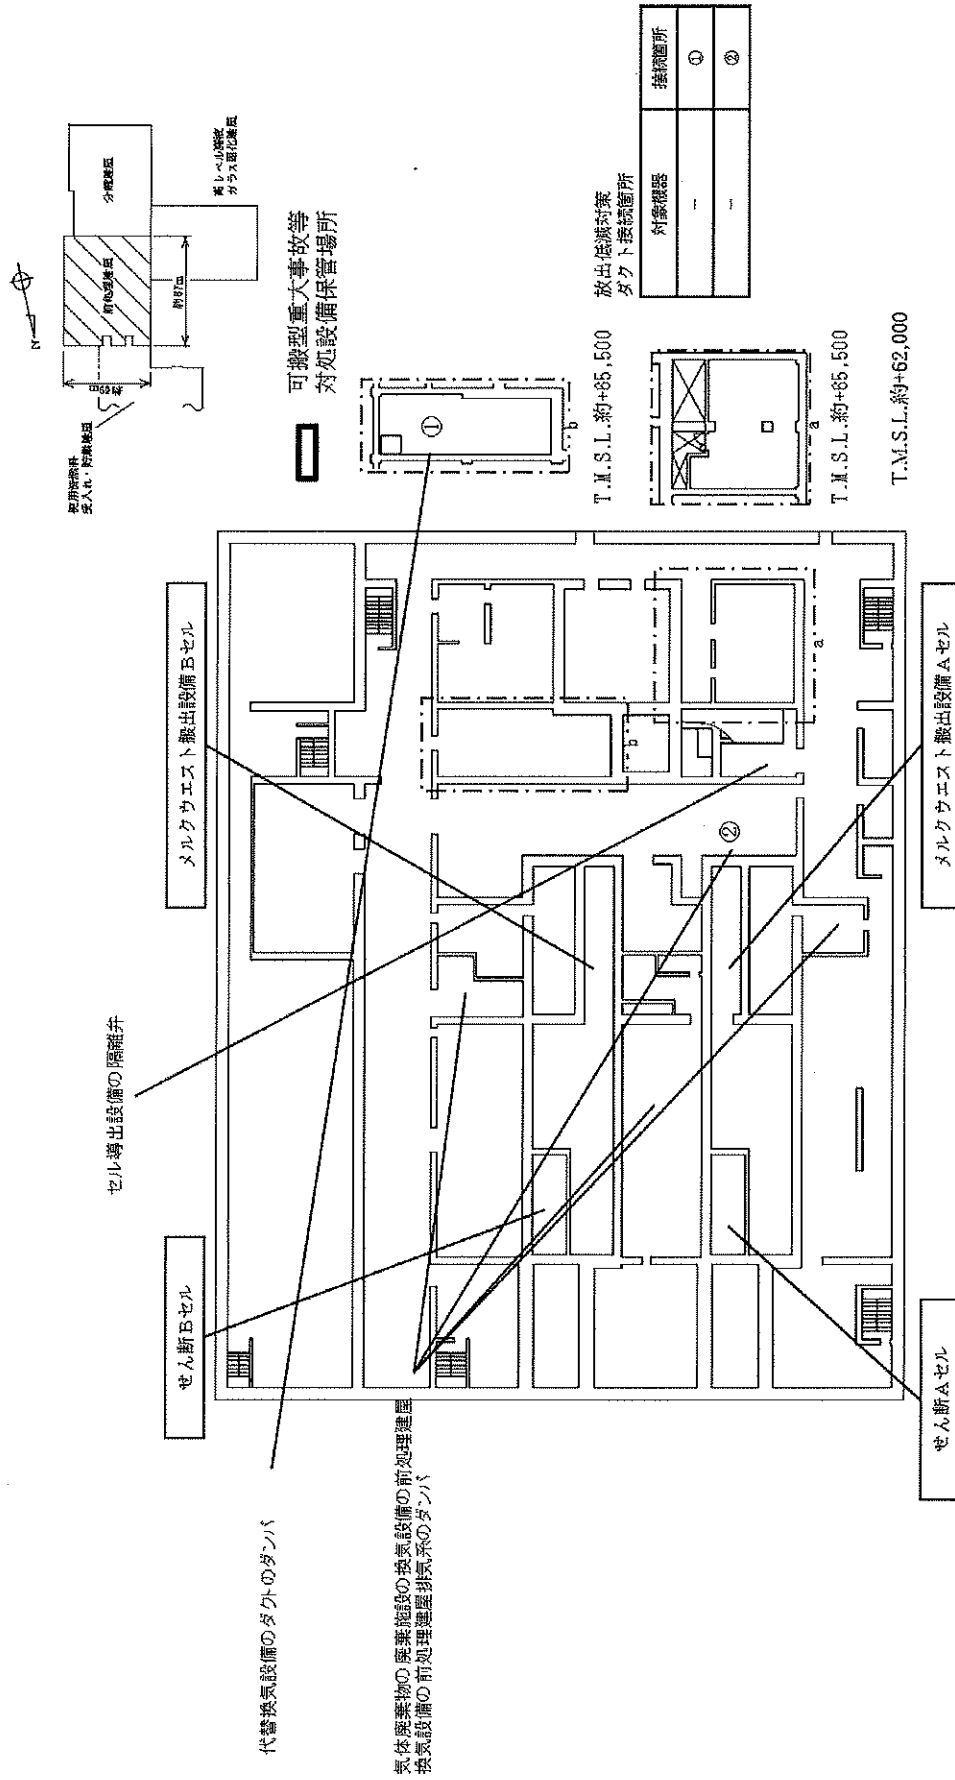 N
使用済燃料
受入れ・貯蔵建屋
前処理建屋
分離建屋
高レベル廃液
ガラス固化建屋
約69m
約87m
可搬型重大事故等
対処設備保管場所
放出低減対策
ダクト接続箇所
対象機器 接続箇所
― ①
― ②
①
b
T.M.S.L.約+65,500
a
T.M.S.L.約+65,500
T.M.S.L.約+62,000
メルクウエスト搬出設備Bセル
メルクウエスト搬出設備Aセル
セル導出設備の隔離弁
せん断Bセル
せん断Aセル
代替換気設備のダクトのダンパ
気体廃棄物の廃棄施設の換気設備の前処理建屋
換気設備の前処理建屋排気系のダンパ
②
b
a